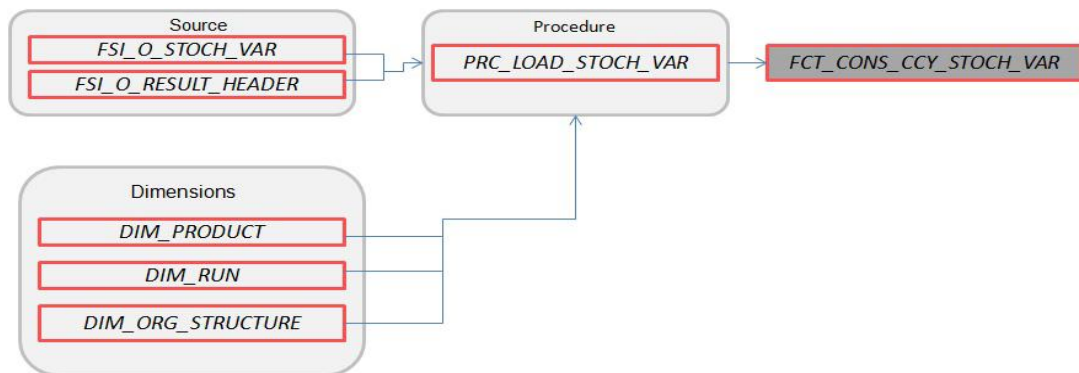 Source
FSI_O_STOCH_VAR
FSI_O_RESULT_HEADER
Procedure
PRC_LOAD_STOCH_VAR
FCT_CONS_CCY_STOCH_VAR
Dimensions
DIM_PRODUCT
DIM_RUN
DIM_ORG_STRUCTURE